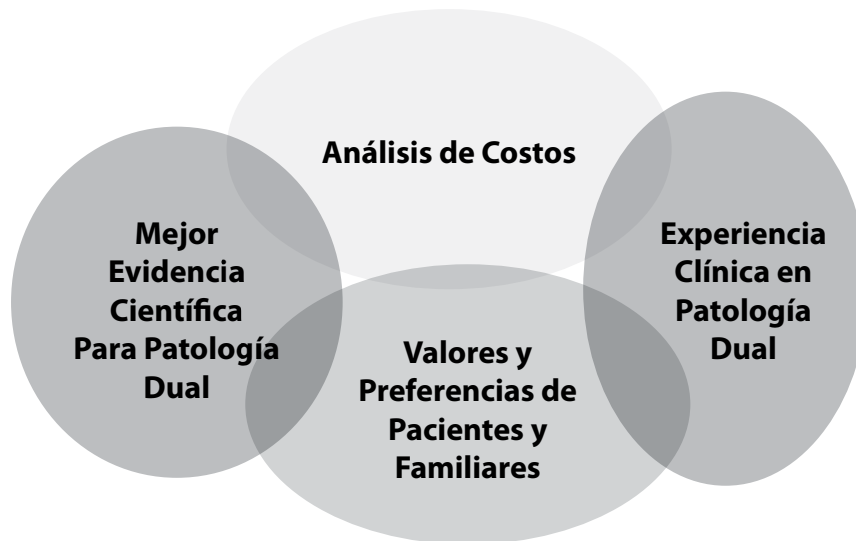 Análisis de Costos
Mejor
Evidencia
Científica
Para Patología
Dual
Valores y
Preferencias de
Pacientes y
Familiares
Experiencia
Clínica en
Patología
Dual